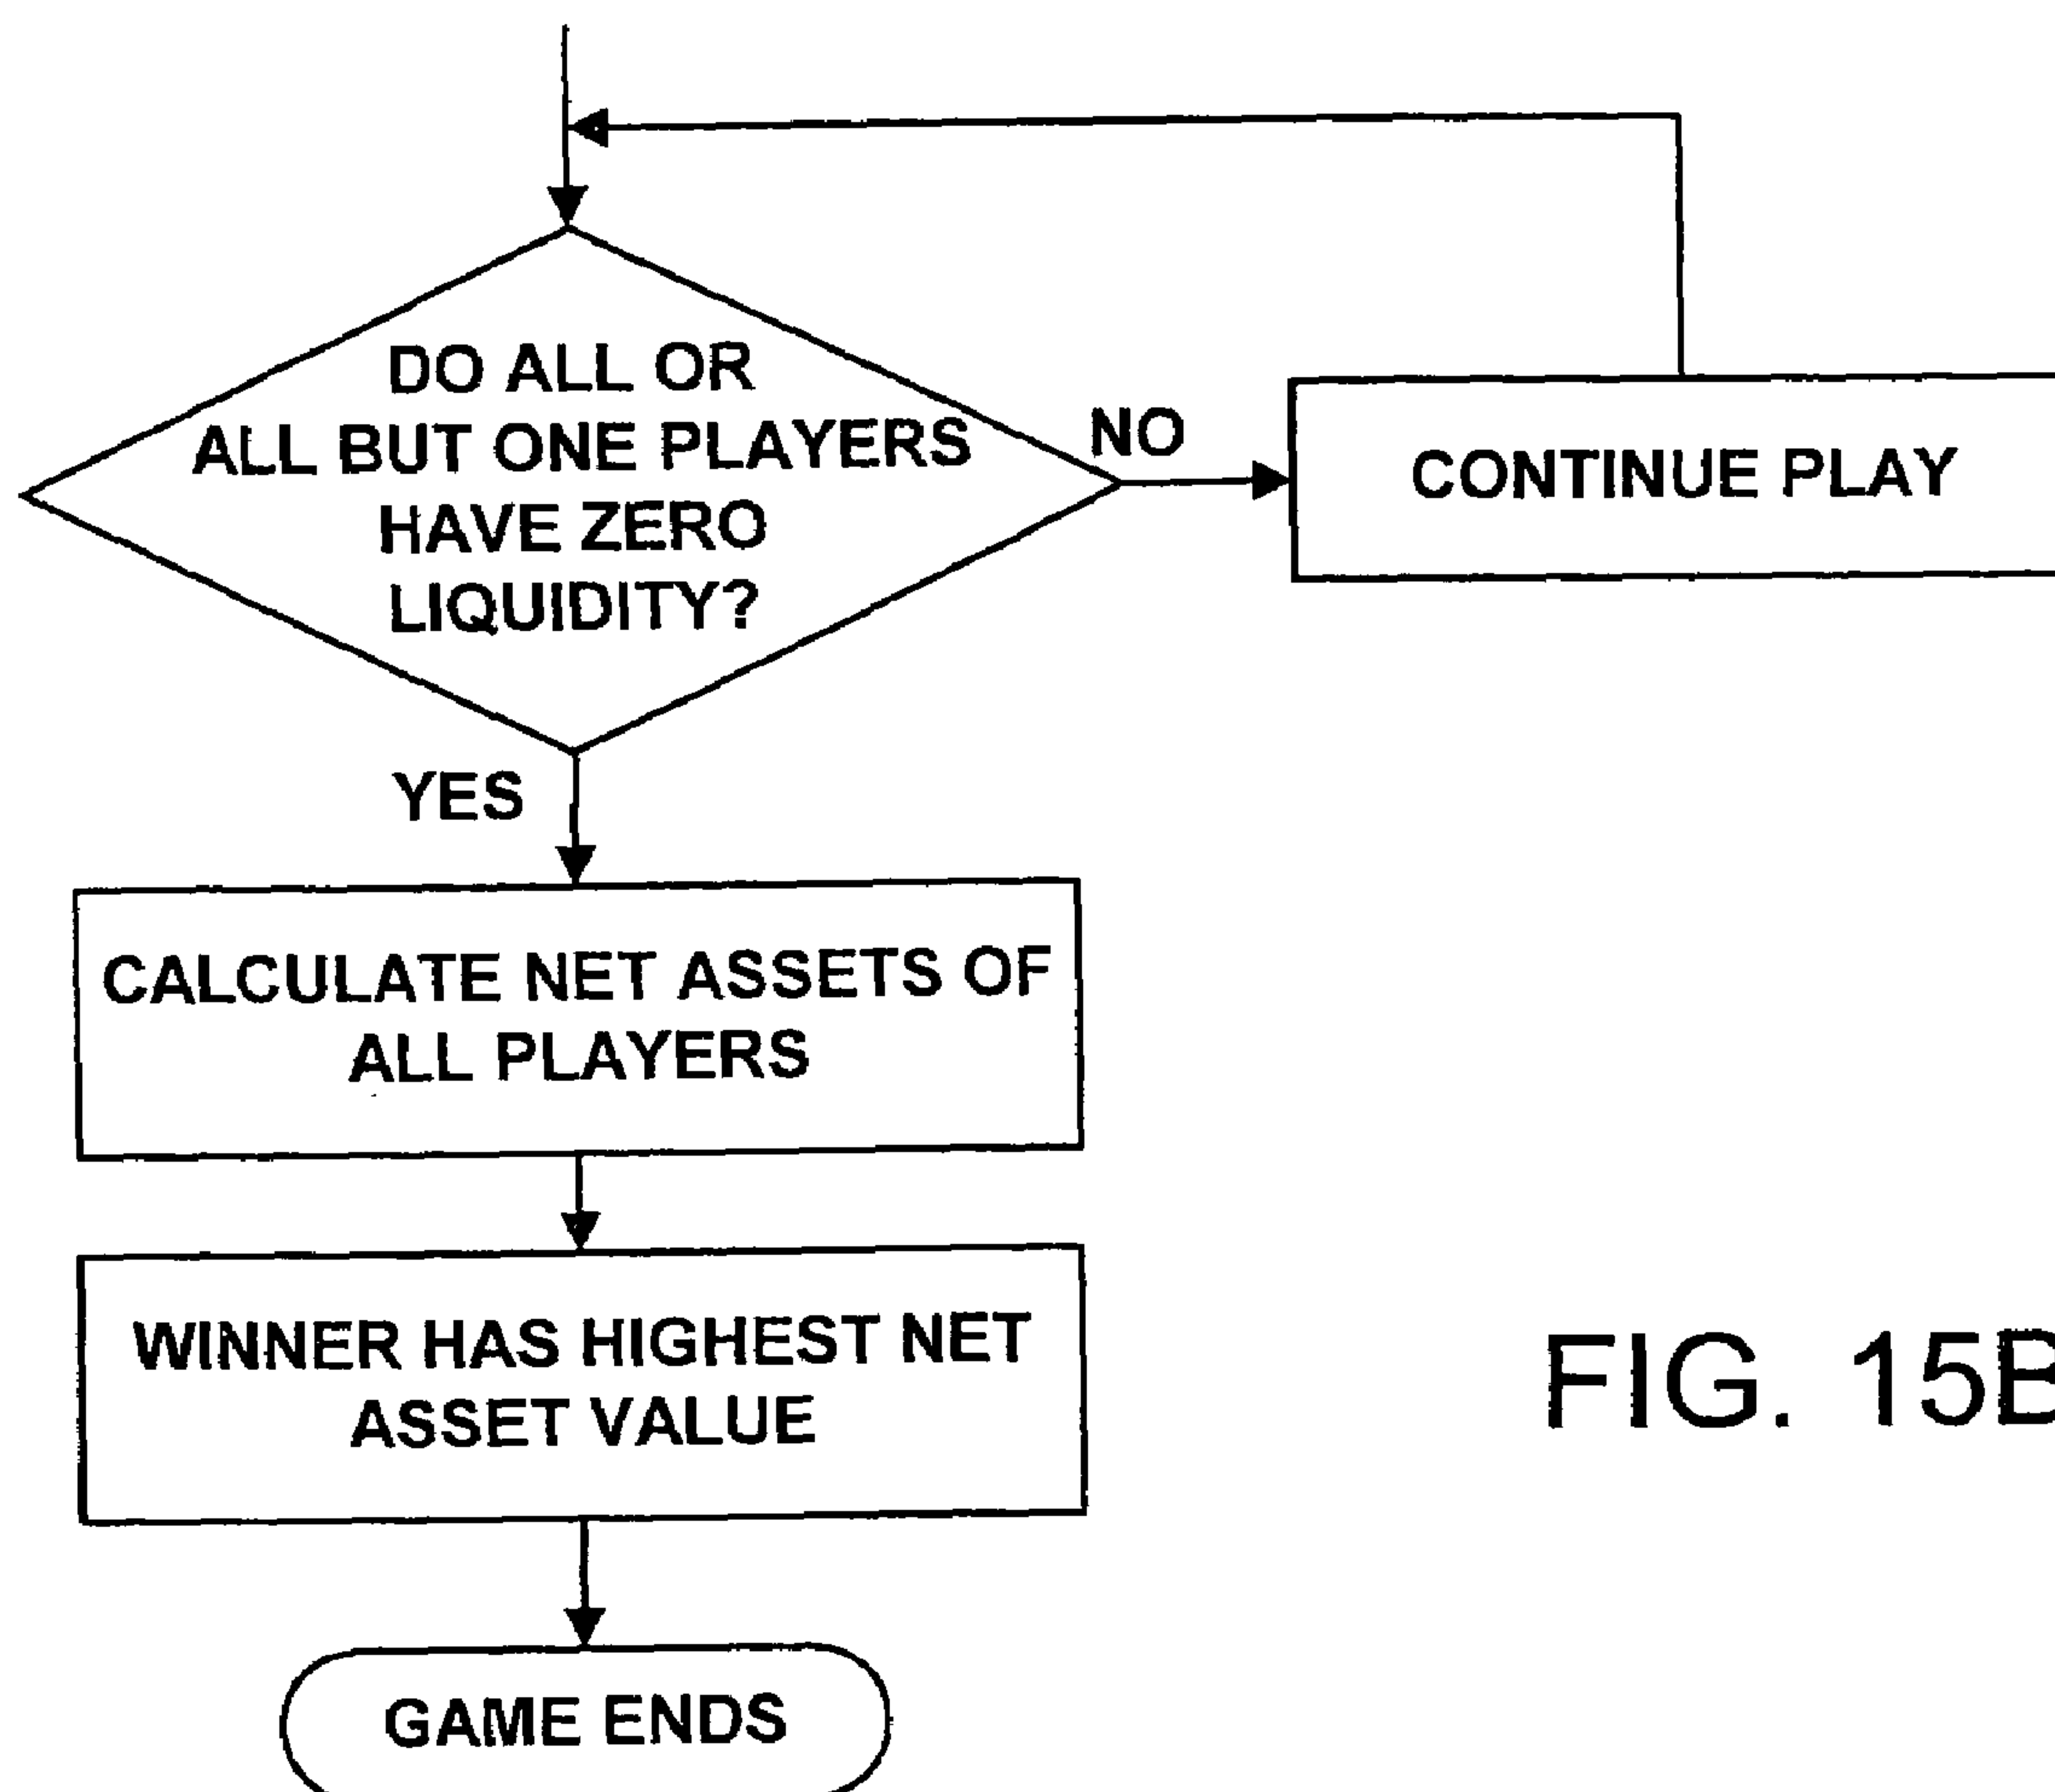 DO ALL OR
ALL BUT ONE PLAYERS
HAVE ZERO
LIQUIDITY?
NO
CONTINUE PLAY
YES
CALCULATE NET ASSETS OF
ALL PLAYERS
WINNER HAS HIGHEST NET
ASSET VALUE
FIG. 15B
GAME ENDS